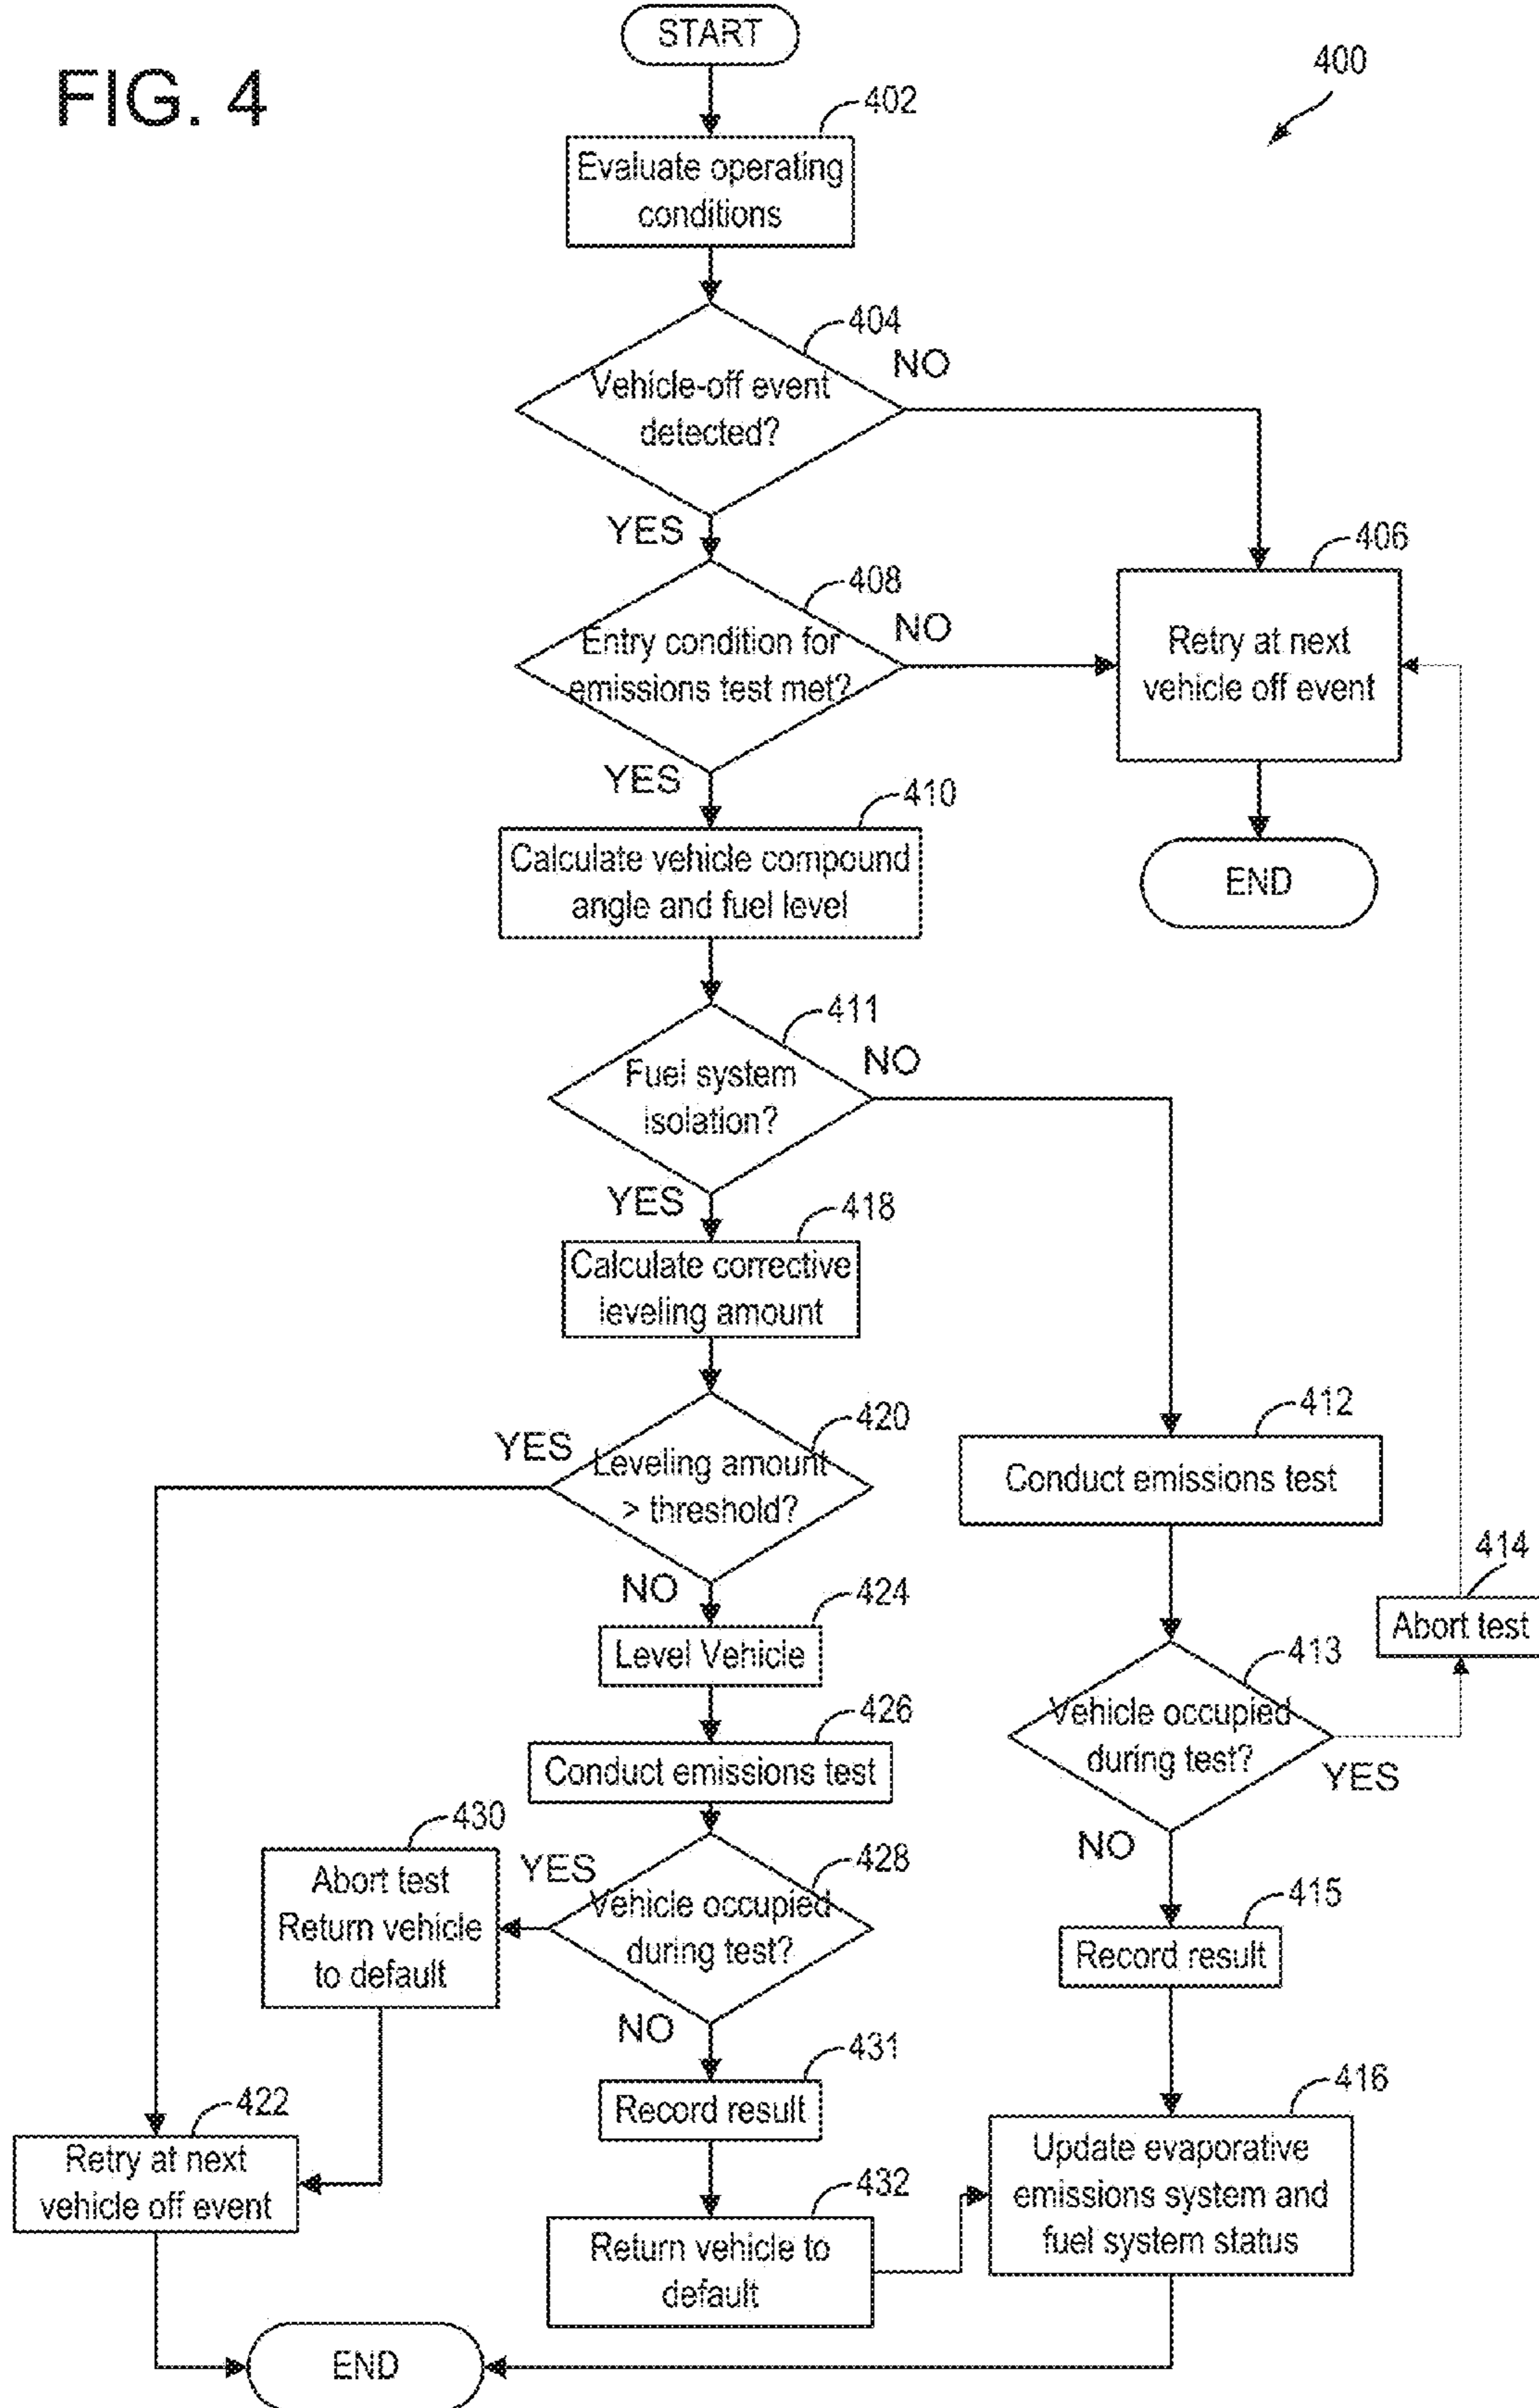 FIG. 4
START
400
402
Evaluate operating
conditions
404
Vehicle-off event
detected?
NO
YES
406
Retry at next
vehicle off event
408
Entry condition for
emissions test met?
NO
YES
END
410
Calculate vehicle compound
angle and fuel level
411
Fuel system
isolation?
NO
YES
418
Calculate corrective
leveling amount
420
YES
Leveling amount
> threshold?
NO
412
Conduct emissions test
414
Abort test
424
Level Vehicle
413
Vehicle occupied
during test?
YES
NO
426
Conduct emissions test
430
Abort test
Return vehicle
to default
YES
428
Vehicle occupied
during test?
NO
415
Record result
431
Record result
422
Retry at next
vehicle off event
416
Update evaporative
emissions system and
fuel system status
432
Return vehicle to
default
END